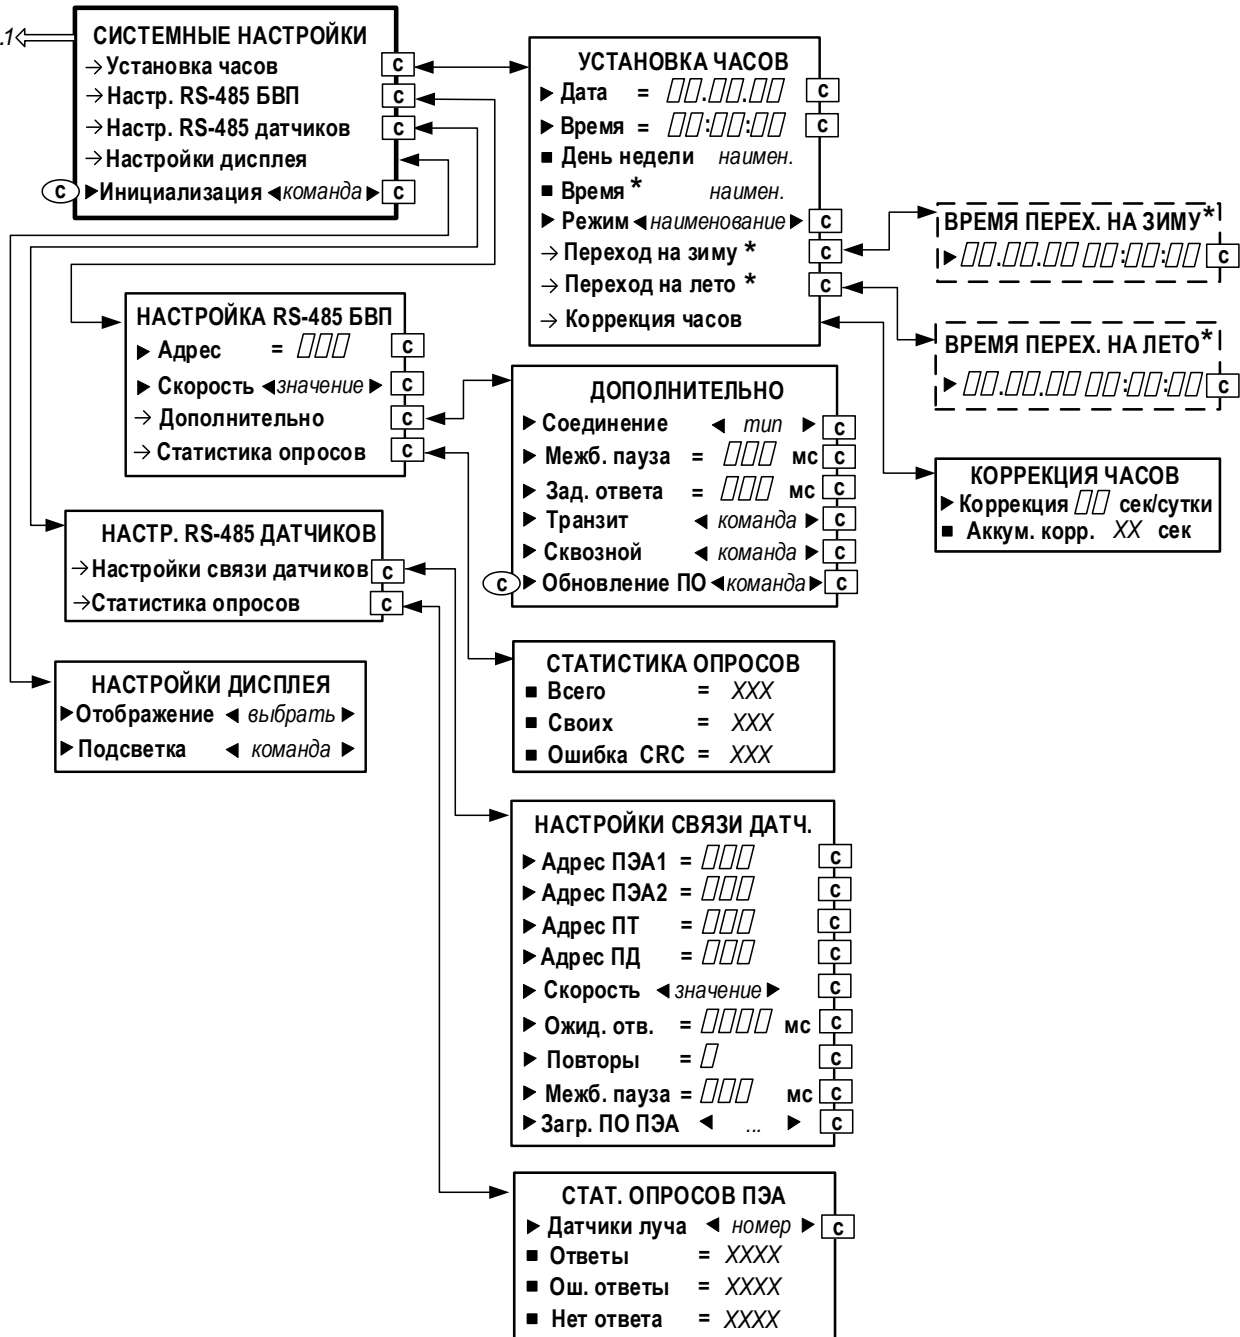 .1
СИСТЕМНЫЕ НАСТРОЙКИ
→Установка часов С
→Настр. RS-485 БВП С
→Настр. RS-485 датчиков С
→Настройки дисплея
С ▶Инициализация ◀команда▶ С
УСТАНОВКА ЧАСОВ
▶ Дата = 00.00.00 С
▶ Время = 00:00:00 С
■ День недели наимен.
■ Время* наимен.
▶ Режим ◀наименование▶ С
→ Переход на зиму * С
→ Переход на лето * С
→ Коррекция часов
ВРЕМЯ ПЕРЕХ. НА ЗИМУ*
▶ 00.00.00 00:00:00 С
ВРЕМЯ ПЕРЕХ. НА ЛЕТО*
▶ 00.00.00 00:00:00 С
КОРРЕКЦИЯ ЧАСОВ
▶ Коррекция 00 сек/сутки
■ Аккум. корр. XX сек
НАСТРОЙКА RS-485 БВП
▶ Адрес = 000 С
▶ Скорость ◀значение▶ С
→ Дополнительно С
→ Статистика опросов С
ДОПОЛНИТЕЛЬНО
▶ Соединение ◀ тип ▶ С
▶ Межб. пауза = 000 мс С
▶ Зад. ответа = 000 мс С
▶ Транзит ◀ команда ▶ С
▶ Сквозной ◀ команда ▶ С
С ▶ Обновление ПО ◀команда▶ С
НАСТР. RS-485 ДАТЧИКОВ
→Настройки связи датчиков С
→Статистика опросов С
НАСТРОЙКИ ДИСПЛЕЯ
▶Отображение ◀ выбрать ▶
▶Подсветка ◀ команда ▶
СТАТИСТИКА ОПРОСОВ
■ Всего = XXX
■ Своих = XXX
■ Ошибка CRC = XXX
НАСТРОЙКИ СВЯЗИ ДАТЧ.
▶ Адрес ПЭА1 = 000 С
▶ Адрес ПЭА2 = 000 С
▶ Адрес ПТ = 000 С
▶ Адрес ПД = 000 С
▶ Скорость ◀значение▶ С
▶ Ожид. отв. = 0000 мс С
▶ Повторы = 0 С
▶ Межб. пауза = 000 мс С
▶ Загр. ПО ПЭА ◀ ... ▶ С
СТАТ. ОПРОСОВ ПЭА
▶ Датчики луча ◀ номер ▶ С
■ Ответы = XXXX
■ Ош. ответы = XXXX
■ Нет ответа = XXXX